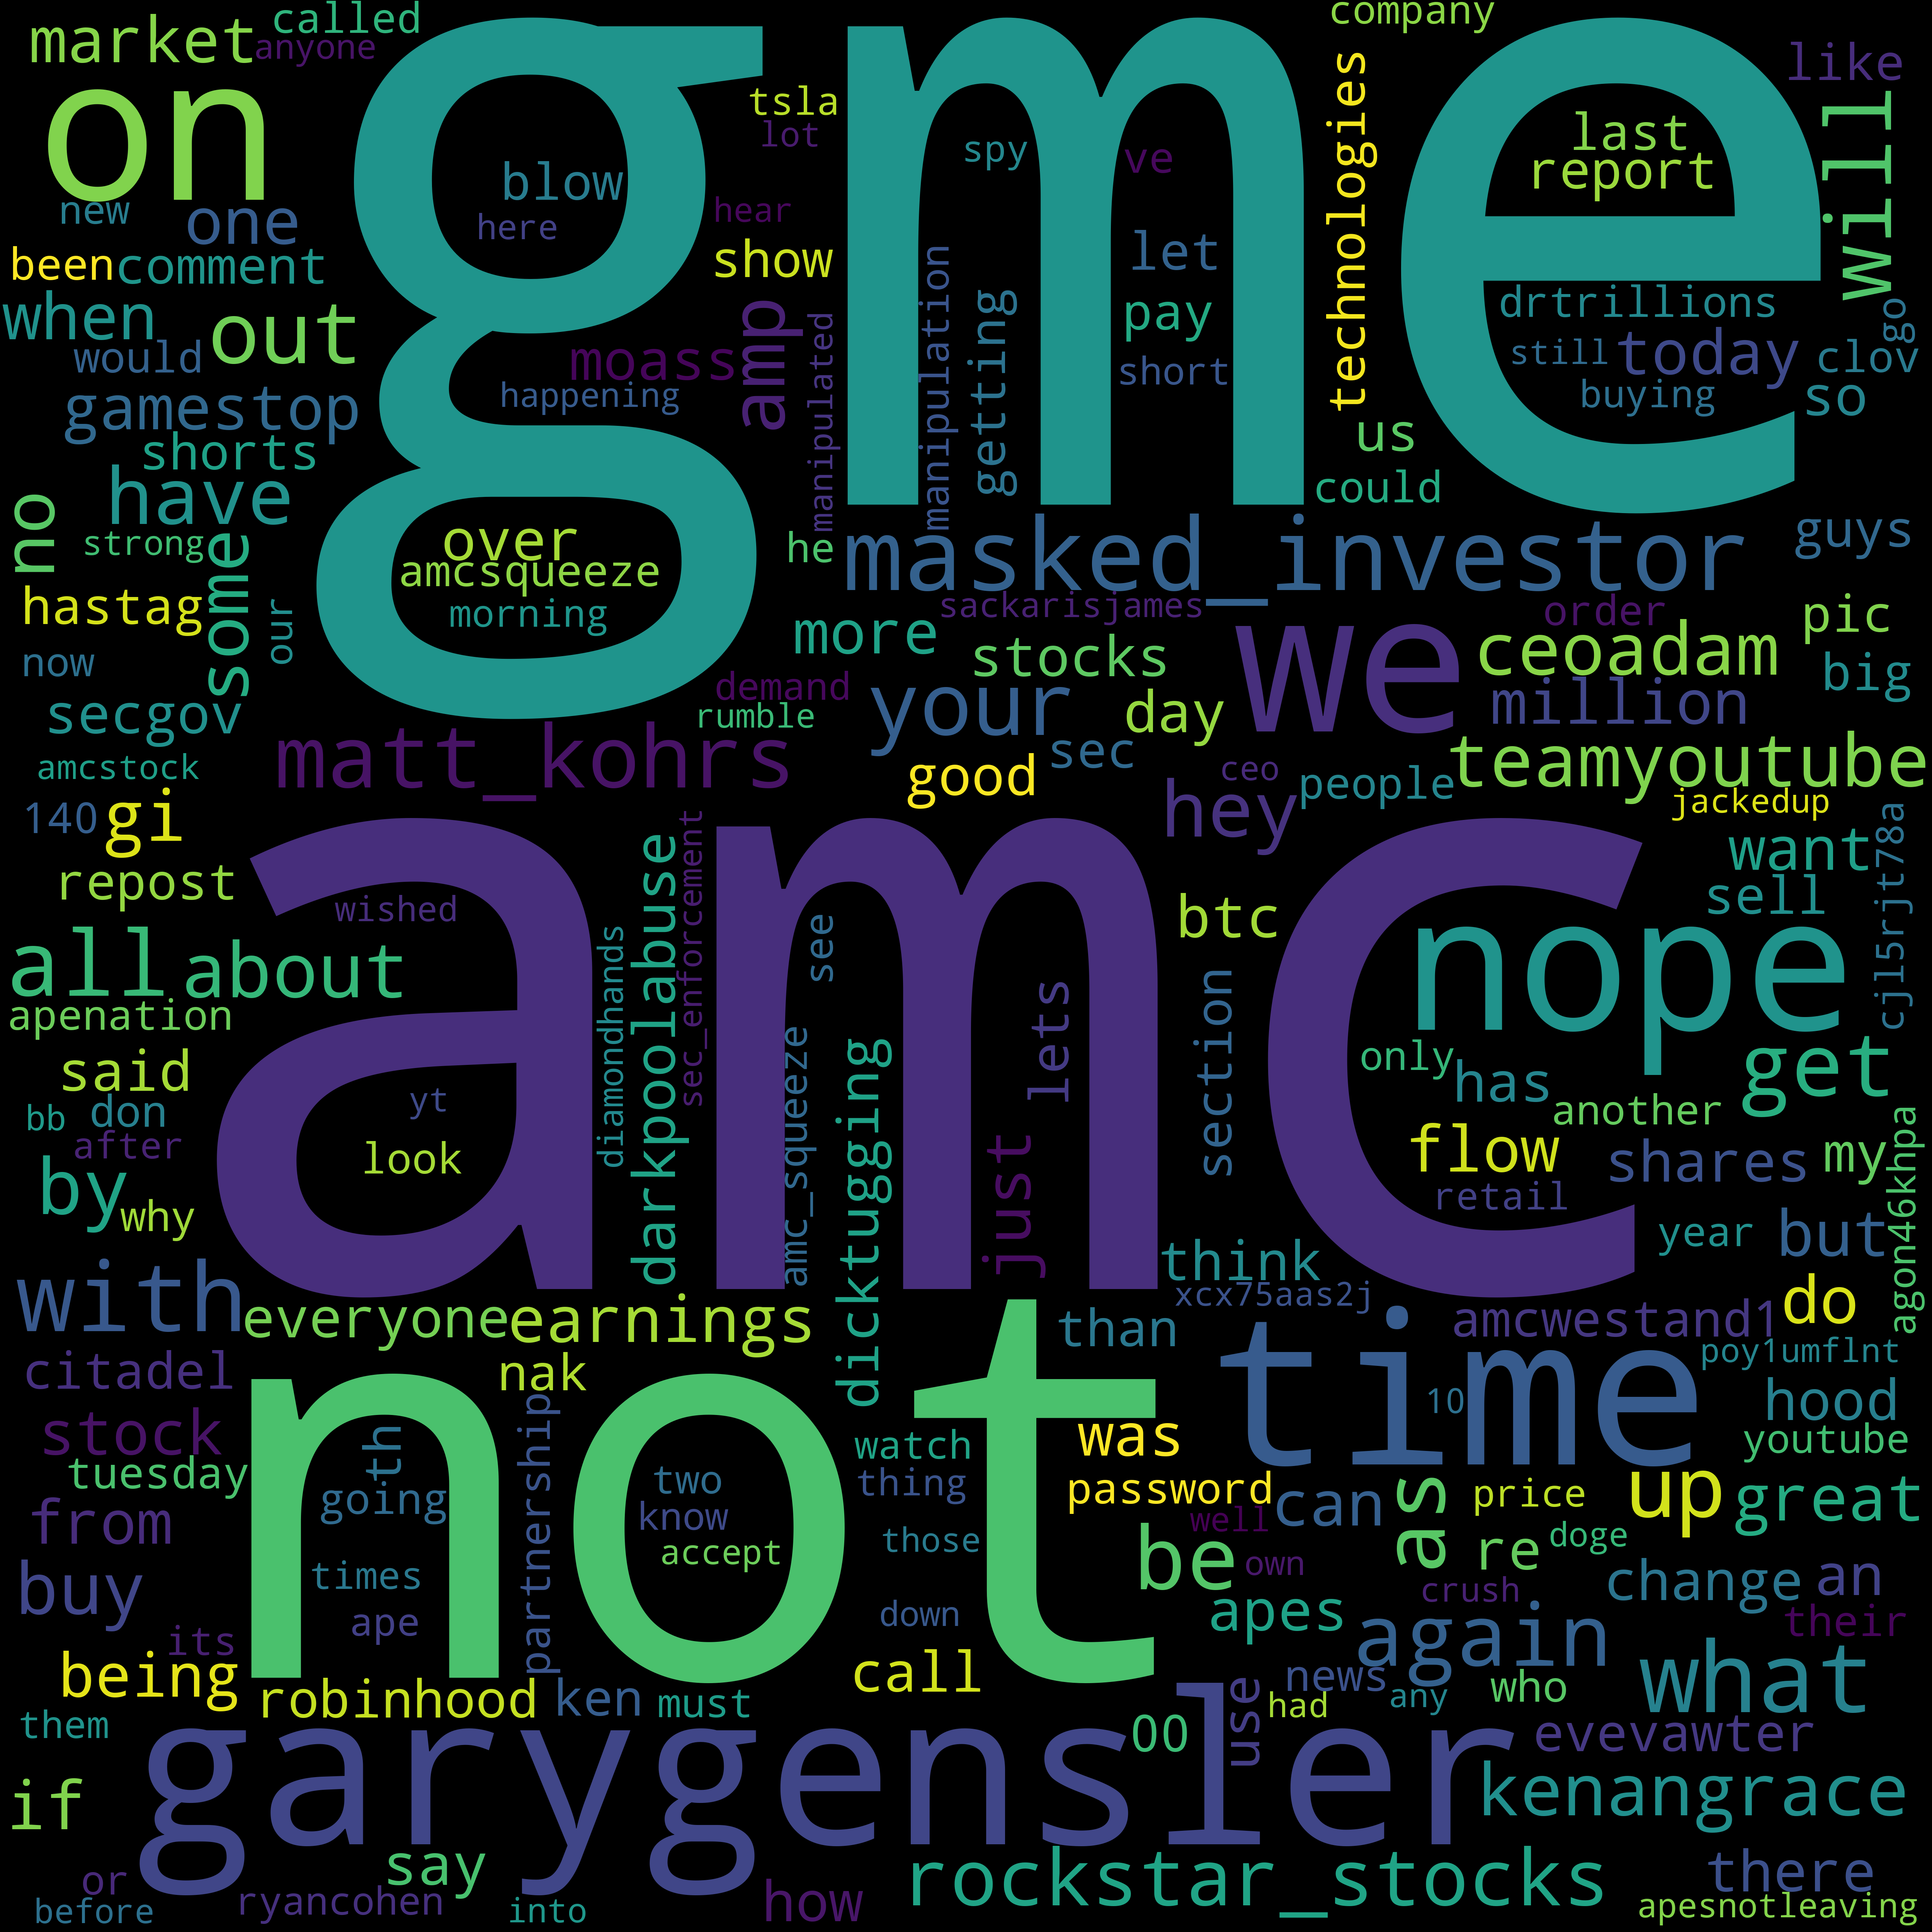 gme
amc
not
garygensler
time
we
nope
on
masked_investor
matt_kohrs
market
called
anyone
company
like
will
technologies
tsla
lot
spy
ve
last
report
blow
here
new
one
hear
show
let
been
comment
when
out
would
moass
amp
manipulated
manipulation
getting
pay
short
drtrillions
still
today
clov
go
buying
so
happening
gamestop
shorts
have
us
could
no
strong
some
over
amcsqueeze
morning
he
guys
hastag
our
now
sackarisjames
order
pic
more
stocks
ceoadam
big
million
secgov
demand
rumble
your
day
sec
amcstock
good
ceo
people
teamyoutube
jackedup
hey
140
gi
repost
wished
darkpoolabuse
sec_enforcement
diamondhands
see
btc
want
sell
cjl5rjt78a
all
about
apenation
said
bb
don
after
yt
look
amc_squeeze
dicktugging
lets
just
section
only
has
get
another
flow
retail
shares
my
agon46khpa
by
why
year
but
with
everyone
earnings
think
xcx75aas2j
amcwestand1
do
citadel
nak
than
poy1umflnt
10
hood
stock
tuesday
th
going
partnership
two
know
accept
watch
thing
those
was
password
well
can
as
price
up
great
youtube
from
buy
times
ape
its
down
be
own
re
doge
crush
change
an
their
apes
again
being
robinhood
ken
must
call
news
had
any
who
what
them
00
use
evevawter
kenangrace
if
say
or
before
ryancohen
into
how
rockstar_stocks
there
apesnotleaving